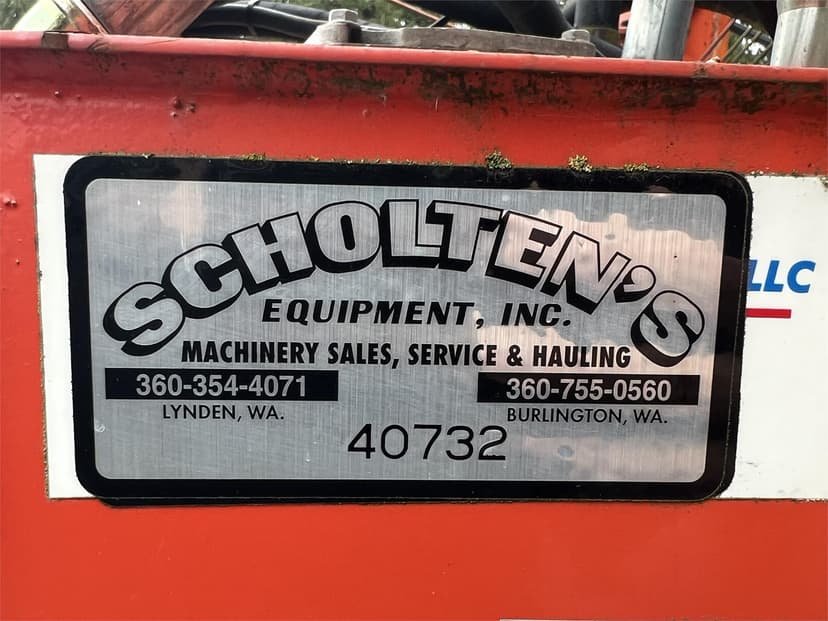 SCHOLTEN'S
EQUIPMENT, INC.
MACHINERY SALES, SERVICE & HAULING
360-354-4071
LYNDEN, WA.
360-755-0560
BURLINGTON, WA.
40732
LLC